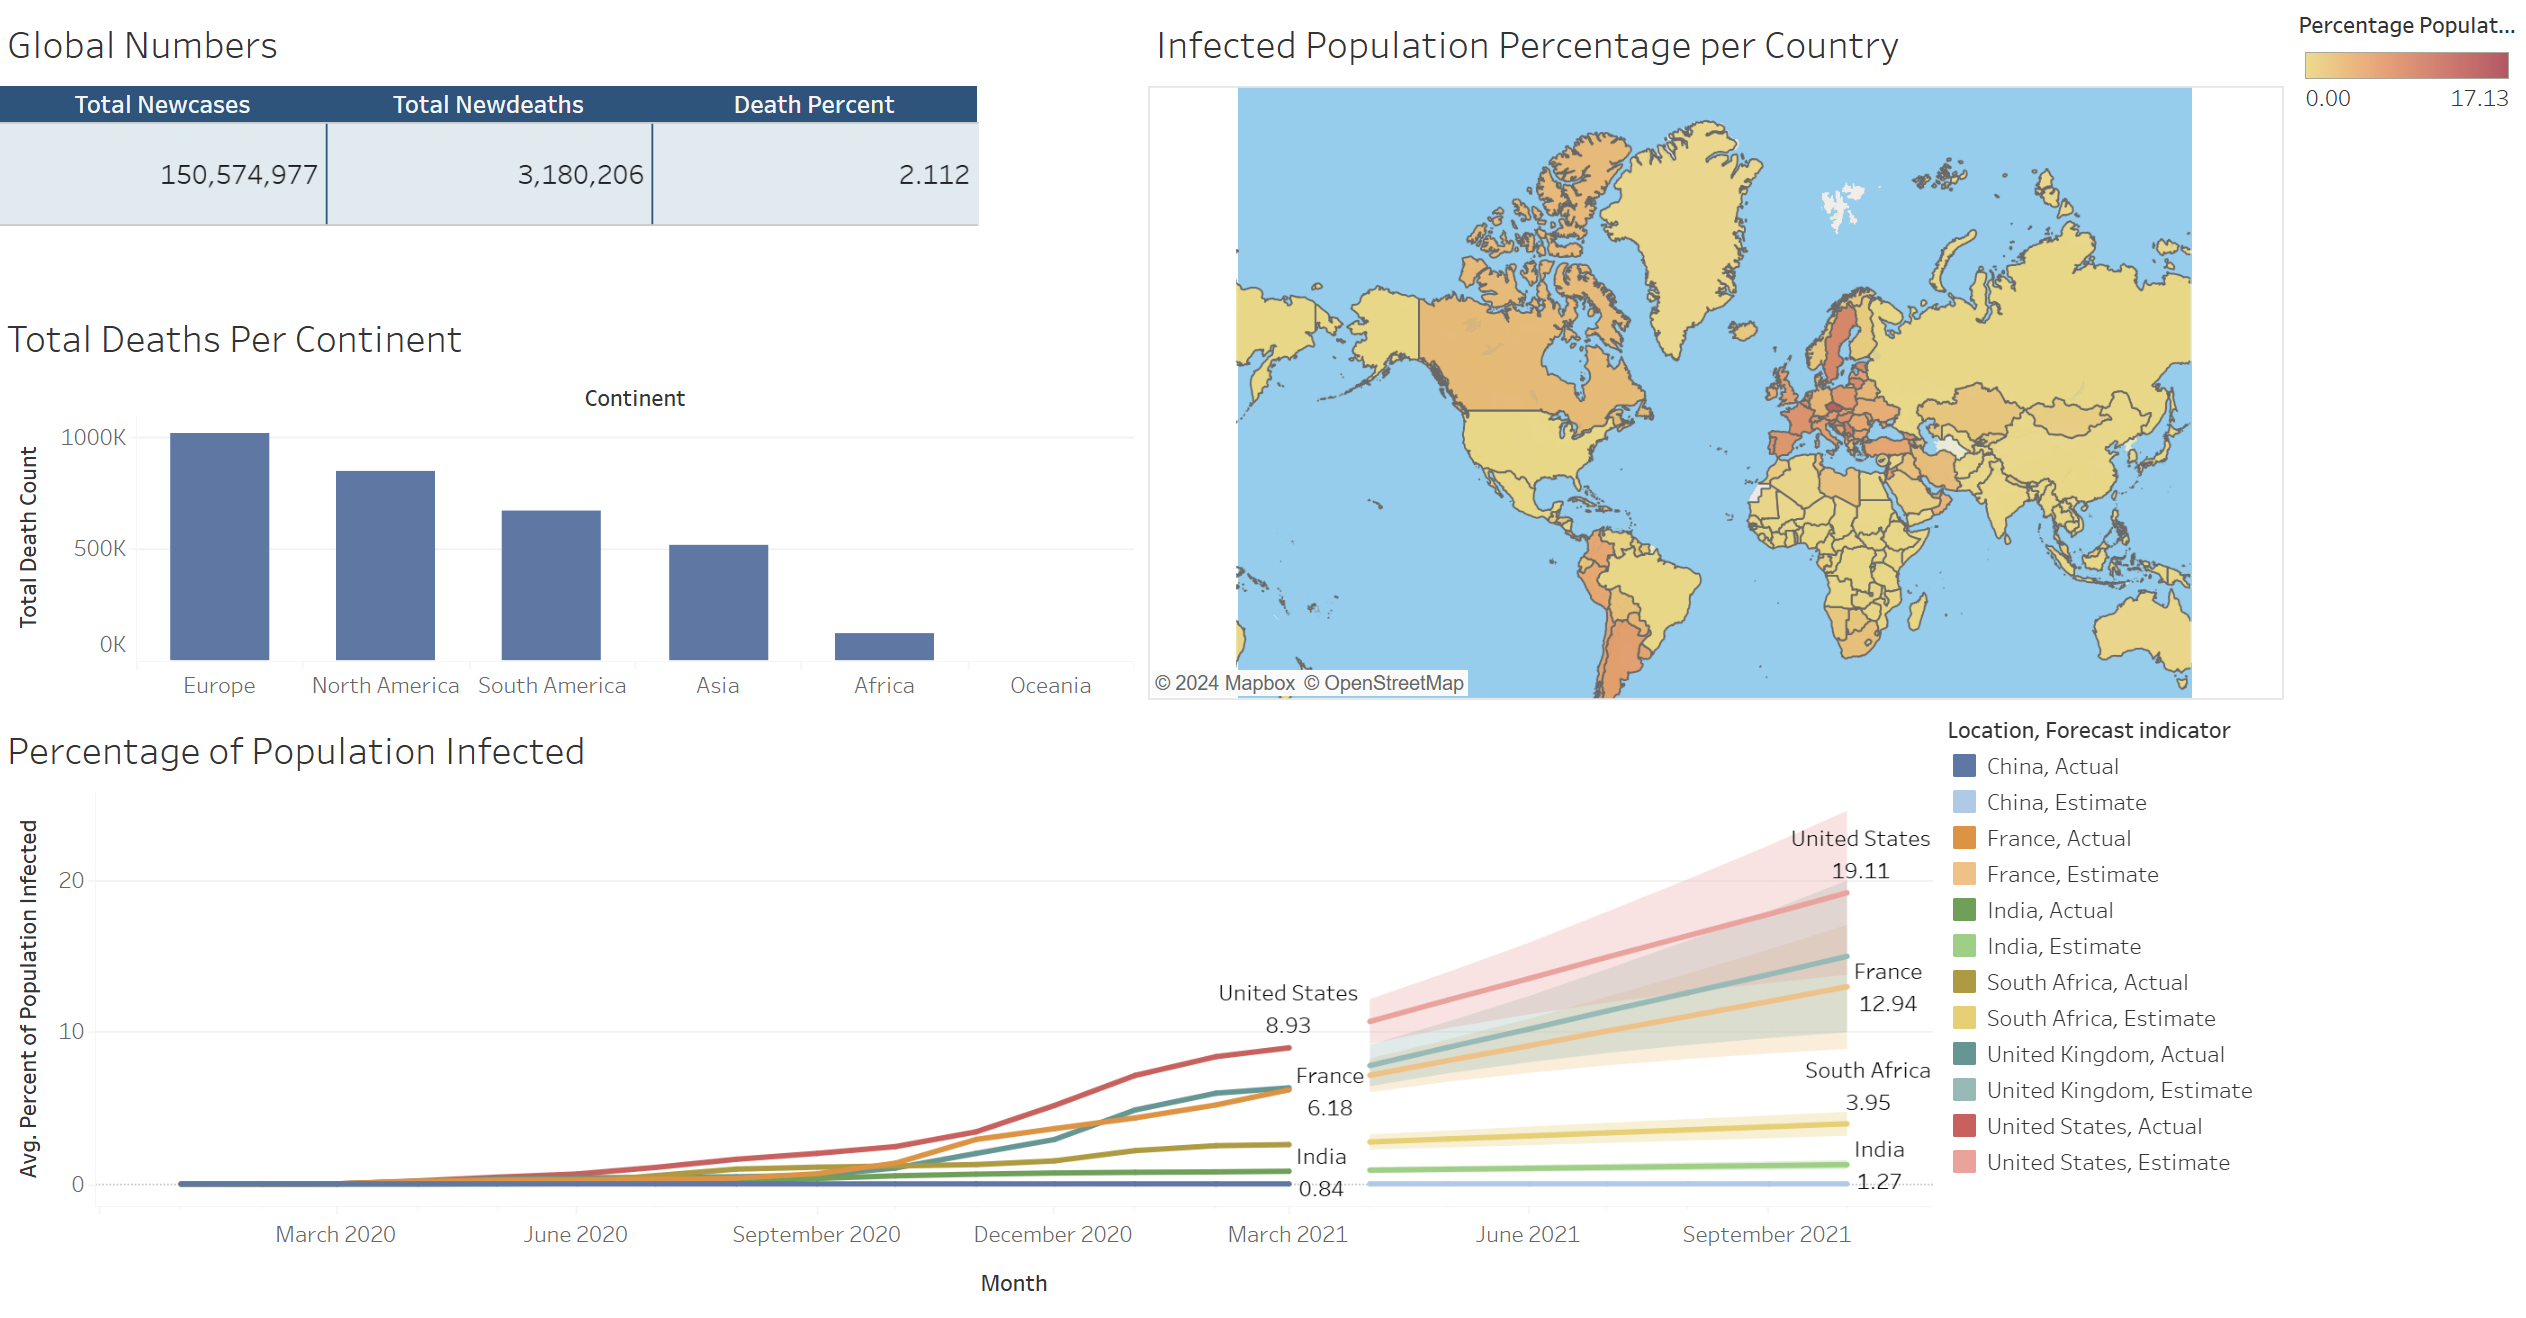 Global Numbers
Total Newcases Total Newdeaths Death Percent
150,574,977 3,180,206 2.112
Infected Population Percentage per Country
© 2024 Mapbox © OpenStreetMap
Percentage Populat...
0.00 17.13
Total Deaths Per Continent
Continent
Total Death Count
1000K
500K
0K
Europe North America South America Asia Africa Oceania
Percentage of Population Infected
Avg. Percent of Population Infected
20
10
0
United States
8.93
France
6.18
India
0.84
United States
19.11
France
12.94
South Africa
3.95
India
1.27
March 2020 June 2020 September 2020 December 2020 March 2021 June 2021 September 2021
Month
Location, Forecast indicator
China, Actual
China, Estimate
France, Actual
France, Estimate
India, Actual
India, Estimate
South Africa, Actual
South Africa, Estimate
United Kingdom, Actual
United Kingdom, Estimate
United States, Actual
United States, Estimate